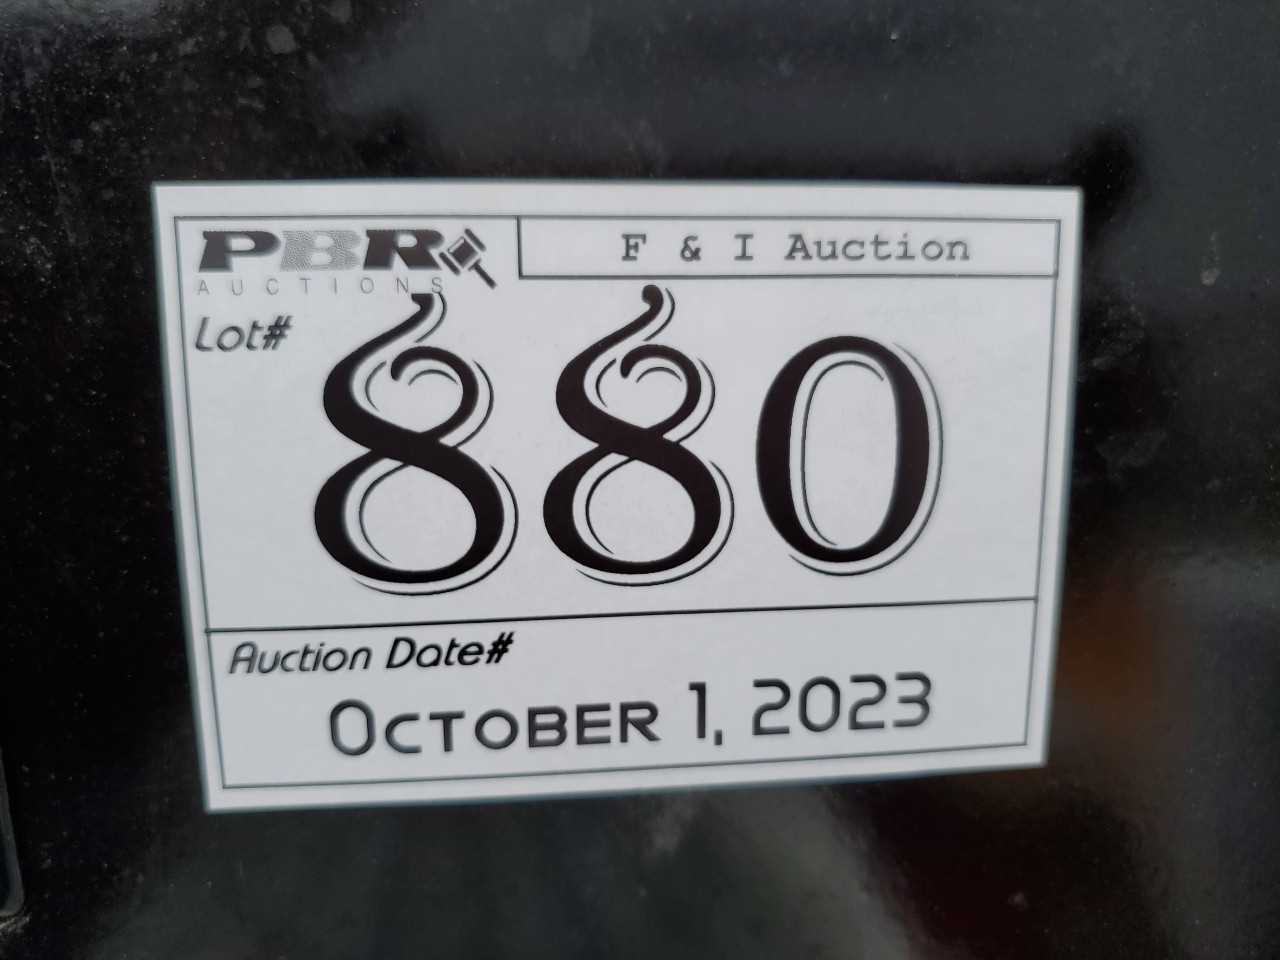 PBR
AUCTIONS
F & I Auction
Lot#
880
Auction Date#
October 1, 2023